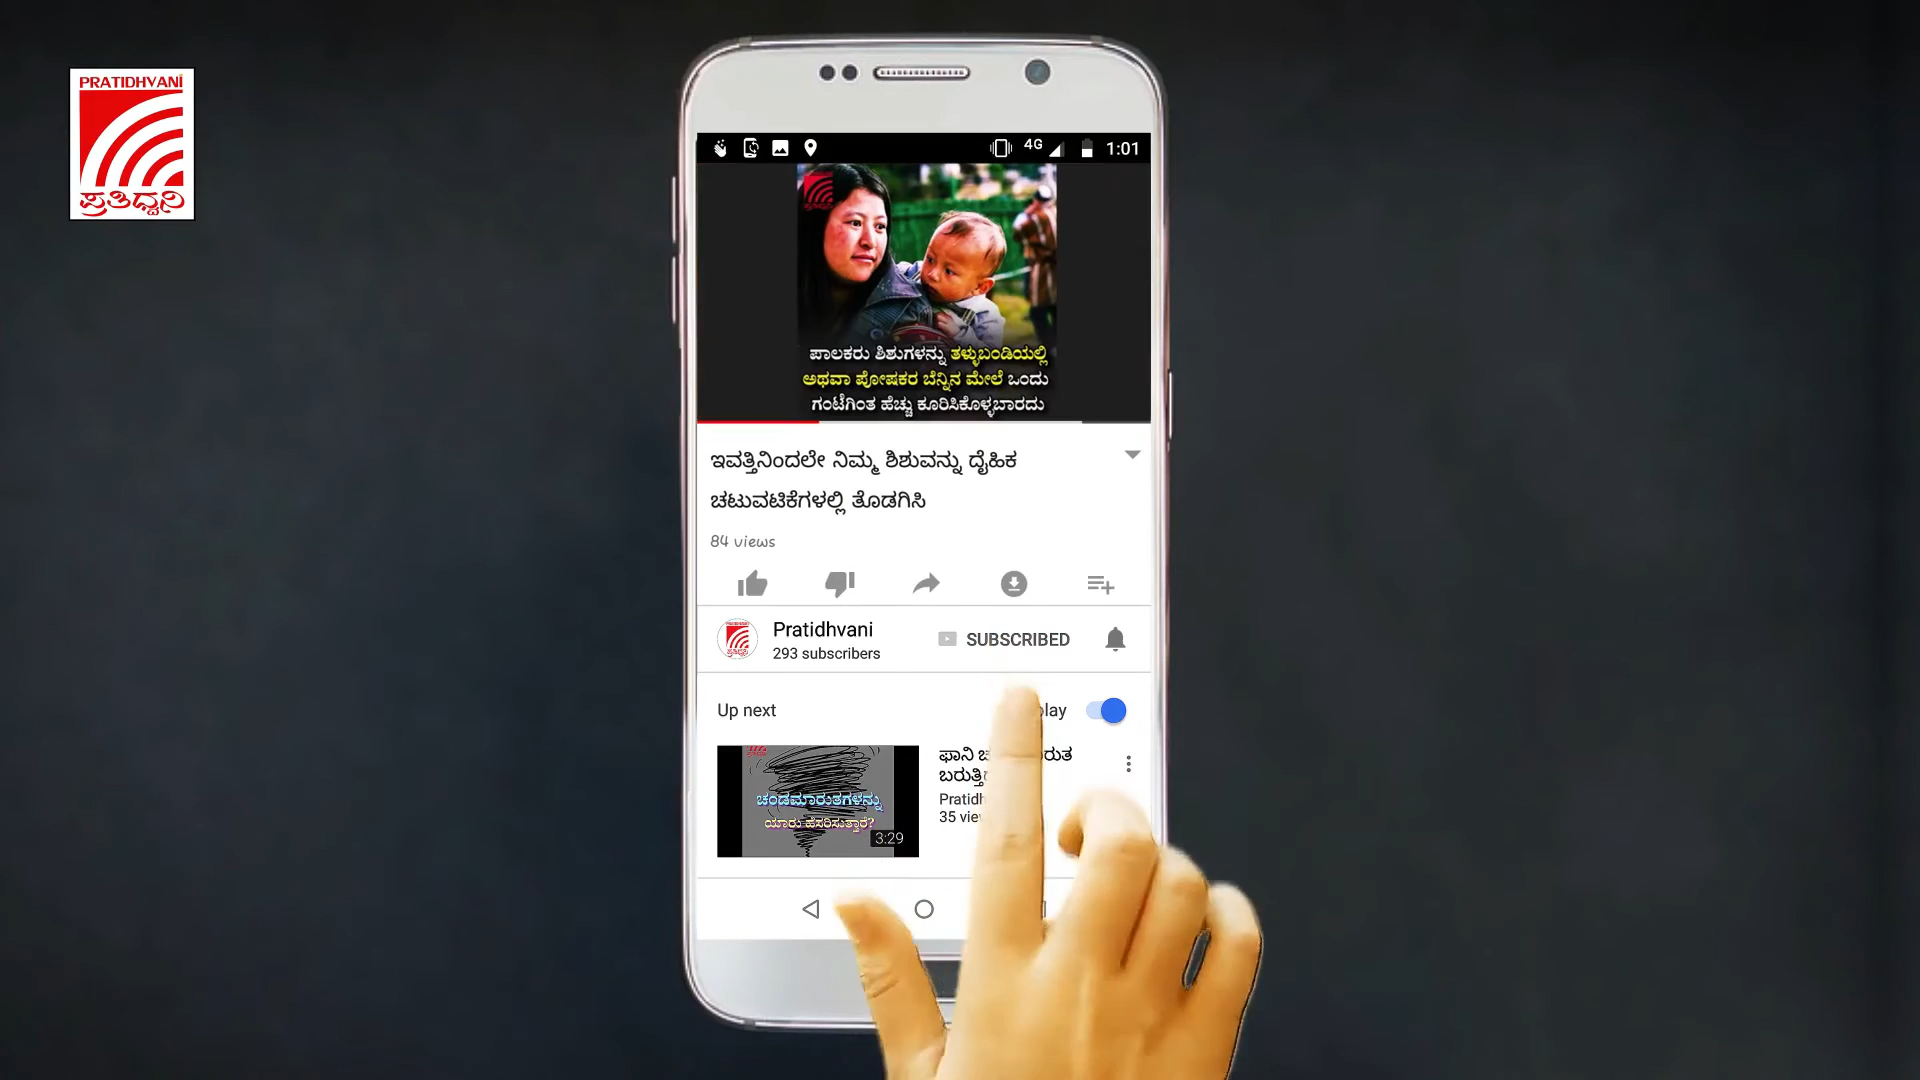 PRATIDHVANI
ಪ್ರತಿಧ್ವನಿ
4G
1:01
ಪಾಲಕರು ಶಿಶುಗಳನ್ನು ತಳ್ಳುಬಂಡಿಯಲ್ಲಿ
ಅಥವಾ ಪೋಷಕರ ಬೆನ್ನಿನ ಮೇಲೆ ಒಂದು
ಗಂಟೆಗಿಂತ ಹೆಚ್ಚು ಕೂರಿಸಿಕೊಳ್ಳಬಾರದು
ಇವತ್ತಿನಿಂದಲೇ ನಿಮ್ಮ ಶಿಶುವನ್ನು ದೈಹಿಕ
ಚಟುವಟಿಕೆಗಳಲ್ಲಿ ತೊಡಗಿಸಿ
84 views
Pratidhvani
293 subscribers
SUBSCRIBED
Up next
ಚಂಡಮಾರುತಗಳನ್ನು
ಯಾರು ಹೆಸರಿಸುತ್ತಾರೆ?
3:29
ಫಾನಿ
35